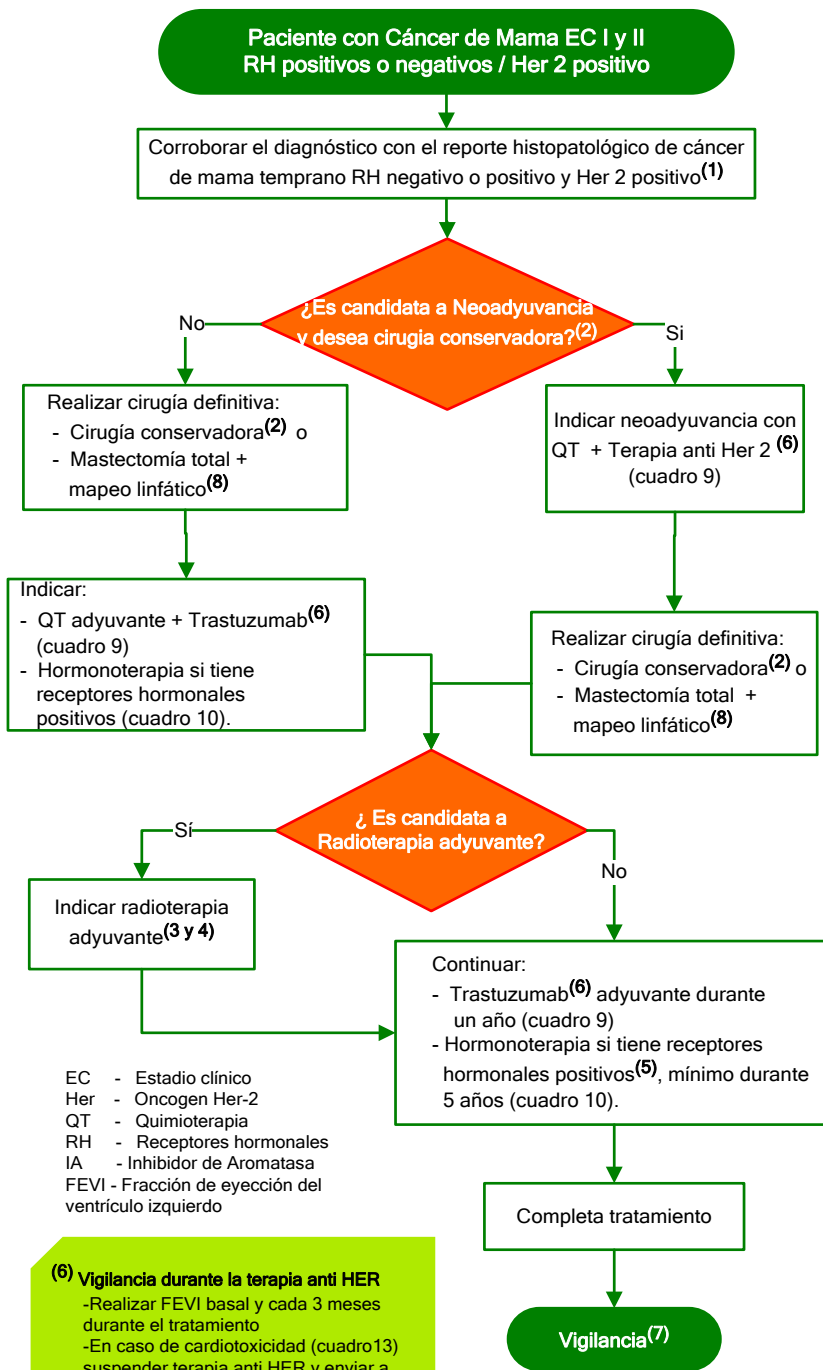 Paciente con Cáncer de Mama EC I y II
RH positivos o negativos / Her 2 positivo
Corroborar el diagnóstico con el reporte histopatológico de cáncer
de mama temprano RH negativo o positivo y Her 2 positivo(1)
¿Es candidata a Neoadyuvancia
y desea cirugia conservadora?(2)
No
Si
Realizar cirugía definitiva:
- Cirugía conservadora(2) o
- Mastectomía total +
mapeo linfático(8)
Indicar neoadyuvancia con
QT + Terapia anti Her 2 (6)
(cuadro 9)
Indicar:
- QT adyuvante + Trastuzumab(6)
(cuadro 9)
- Hormonoterapia si tiene
receptores hormonales
positivos (cuadro 10).
Realizar cirugía definitiva:
- Cirugía conservadora(2) o
- Mastectomía total +
mapeo linfático(8)
¿ Es candidata a
Radioterapia adyuvante?
Sí
No
Indicar radioterapia
adyuvante(3 y 4)
Continuar:
- Trastuzumab(6) adyuvante durante
un año (cuadro 9)
- Hormonoterapia si tiene receptores
hormonales positivos(5), mínimo durante
5 años (cuadro 10).
EC - Estadio clínico
Her - Oncogen Her-2
QT - Quimioterapia
RH - Receptores hormonales
IA - Inhibidor de Aromatasa
FEVI - Fracción de eyección del
ventrículo izquierdo
Completa tratamiento
Vigilancia(7)
(6) Vigilancia durante la terapia anti HER
-Realizar FEVI basal y cada 3 meses
durante el tratamiento
-En caso de cardiotoxicidad (cuadro13)
suspender terapia anti HER y enviar a